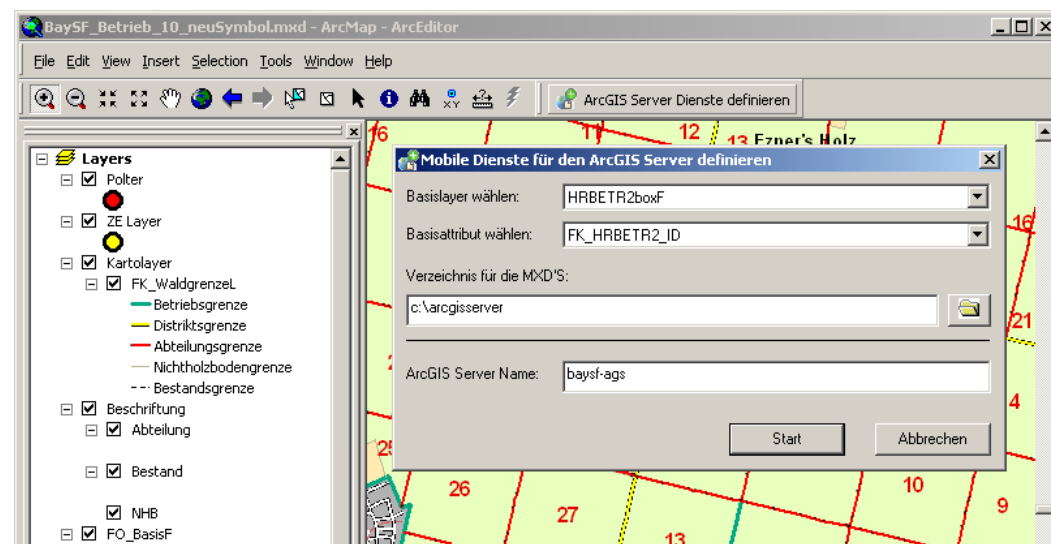 BaySF_Betrieb_10_neuSymbol.mxd - ArcMap - ArcEditor
File Edit View Insert Selection Tools Window Help
XY
ArcGIS Server Dienste definieren
Layers
Polter
ZE Layer
Kartolayer
FK_WaldgrenzeL
Betriebsgrenze
Distriktsgrenze
Abteilungsgrenze
Nichtholzbodengrenze
Bestandsgrenze
Beschriftung
Abteilung
Bestand
NHB
FO_BasisF
16
11
12
13 Ezner's Holz
Mobile Dienste für den ArcGIS Server definieren
Basislayer wählen:
HRBETR2boxF
Basisattribut wählen:
FK_HRBETR2_ID
Verzeichnis für die MXD'S:
c:\arcgisserver
ArcGIS Server Name:
baysf-ags
Start
Abbrechen
16
21
4
25
26
27
13
10
9